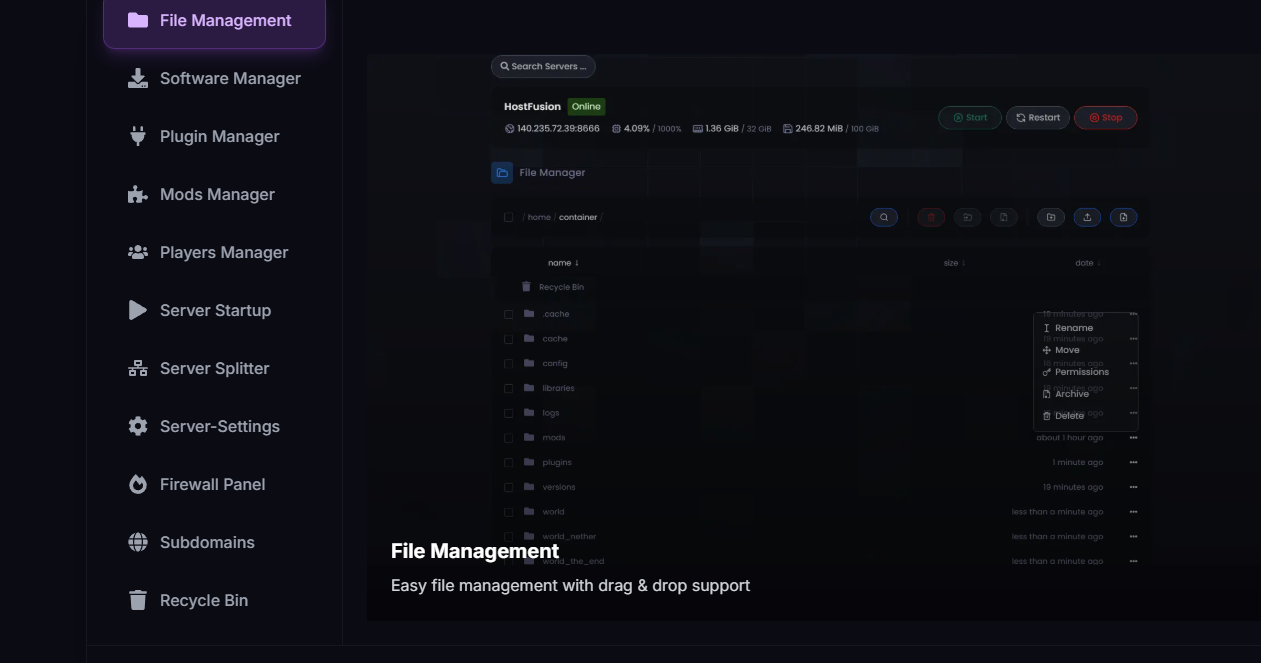 File Management
Software Manager
Plugin Manager
Mods Manager
Players Manager
Server Startup
Server Splitter
Server-Settings
Firewall Panel
Subdomains
Recycle Bin
Search Servers ...
HostFusion Online
140.235.72.39:8666 4.09% / 1000% 1.36 GiB / 32 GiB 246.82 MiB / 100 GiB
Start Restart Stop
File Manager
/ home / container /
name ↓ size ↓ date ↓
Recycle Bin
.cache 19 minutes ago
cache 19 minutes ago
config 18 minutes ago
libraries 19 minutes ago
logs ago
mods about 1 hour ago
plugins 1 minute ago
versions 19 minutes ago
world less than a minute ago
world_nether less than a minute ago
world_the_end less than a minute ago
Rename
Move
Permissions
Archive
Delete
File Management
Easy file management with drag & drop support